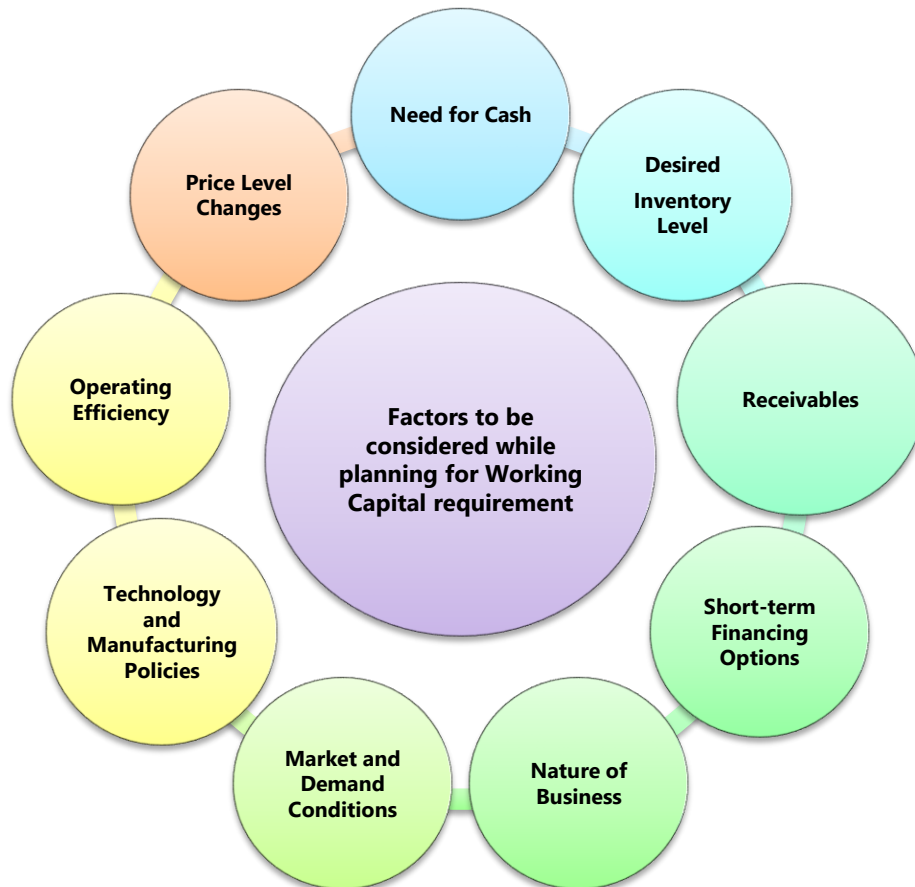 Need for Cash
Desired
Inventory
Level
Receivables
Short-term
Financing
Options
Nature of
Business
Market and
Demand
Conditions
Technology
and
Manufacturing
Policies
Operating
Efficiency
Price Level
Changes
Factors to be
considered while
planning for Working
Capital requirement